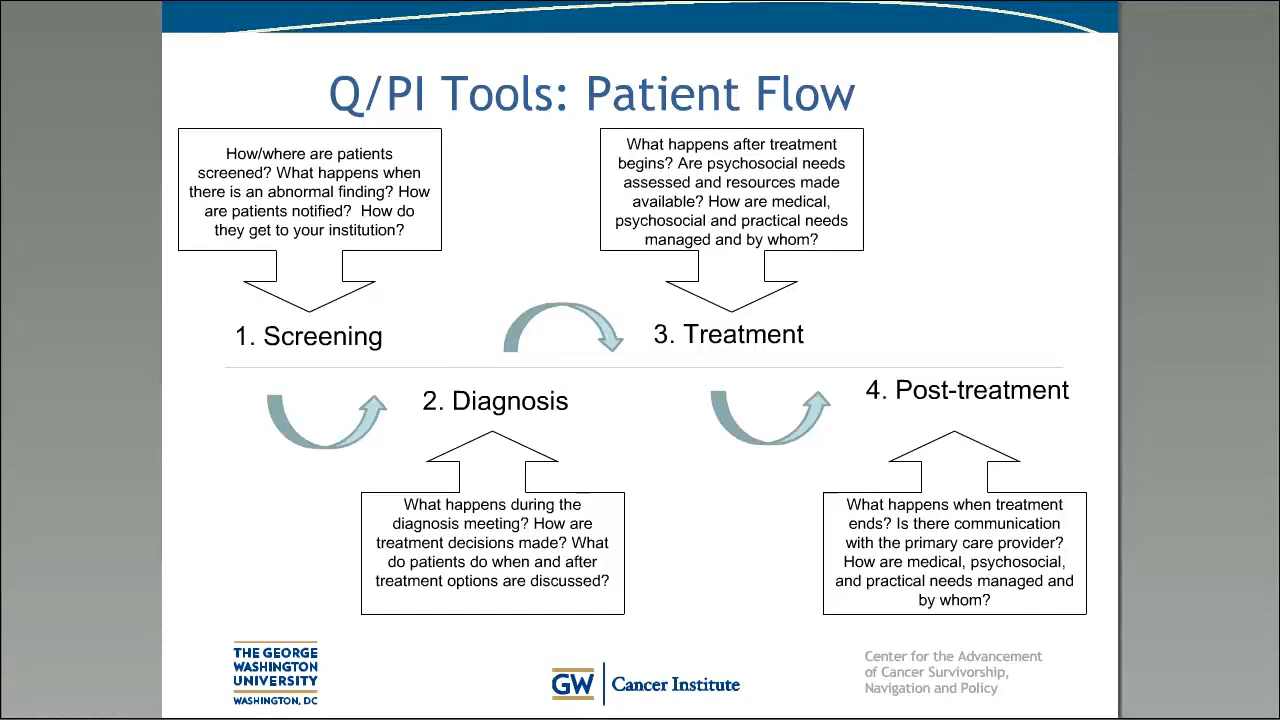 Q/PI Tools: Patient Flow
How/where are patients
screened? What happens when
there is an abnormal finding? How
are patients notified?  How do
they get to your institution?
What happens after treatment
begins? Are psychosocial needs
assessed and resources made
available? How are medical,
psychosocial and practical needs
managed and by whom?
1. Screening
3. Treatment
2. Diagnosis
4. Post-treatment
What happens during the
diagnosis meeting? How are
treatment decisions made? What
do patients do when and after
treatment options are discussed?
What happens when treatment
ends? Is there communication
with the primary care provider?
How are medical, psychosocial,
and practical needs managed and
by whom?
THE GEORGE
WASHINGTON
UNIVERSITY
WASHINGTON, DC
GW Cancer Institute
Center for the Advancement
of Cancer Survivorship,
Navigation and Policy